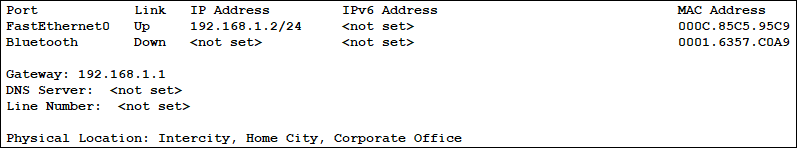 Port Link IP Address IPv6 Address MAC Address
FastEthernet0 Up 192.168.1.2/24 <not set> 000C.85C5.95C9
Bluetooth Down <not set> <not set> 0001.6357.C0A9
Gateway: 192.168.1.1
DNS Server: <not set>
Line Number: <not set>
Physical Location: Intercity, Home City, Corporate Office